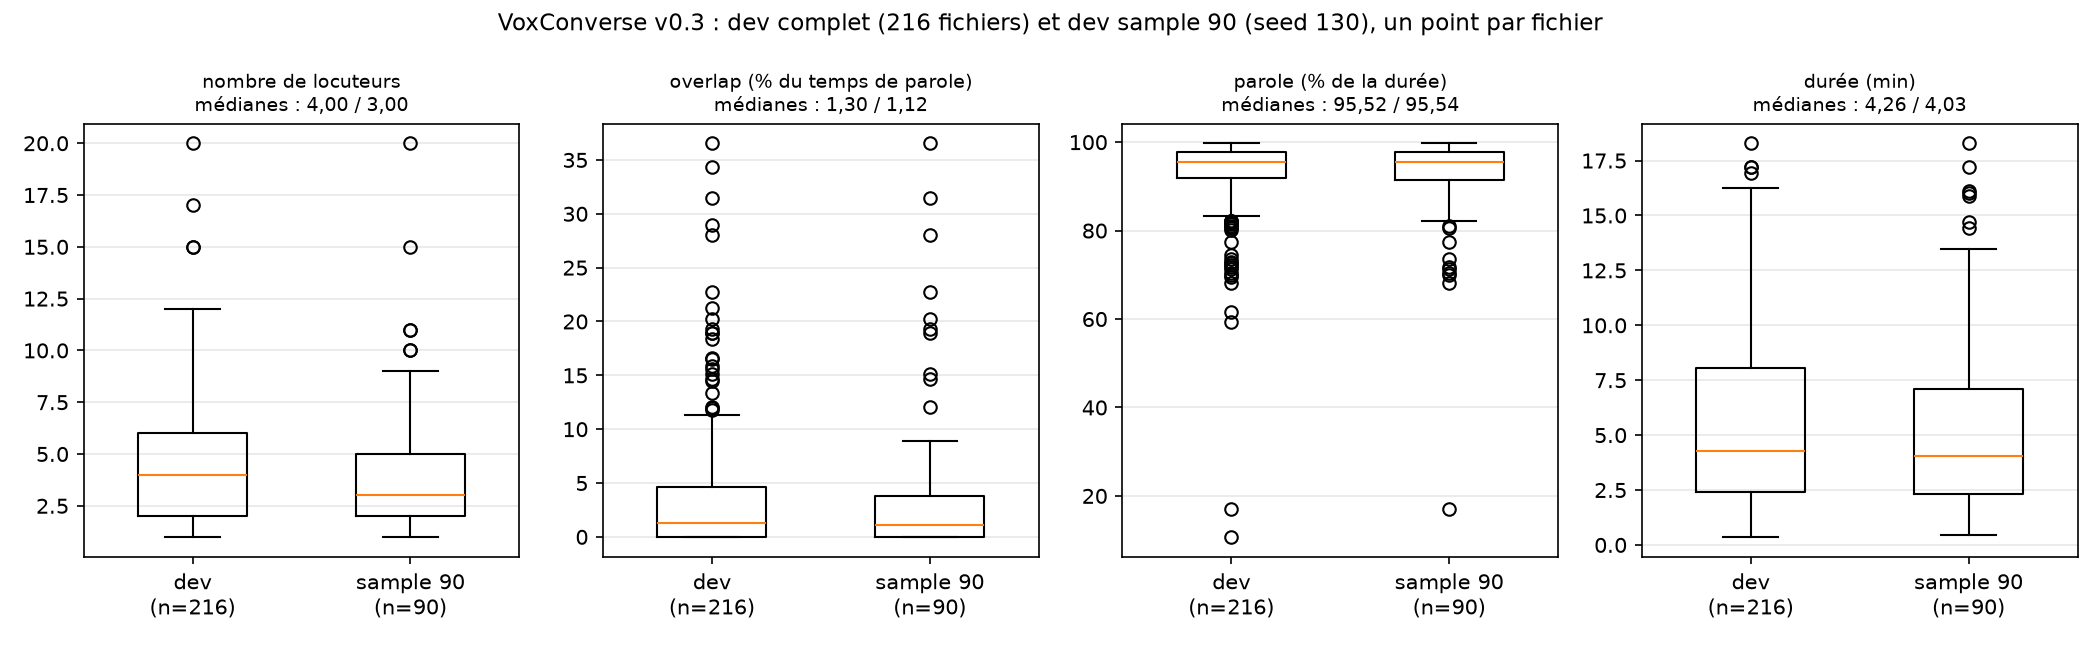 VoxConverse v0.3 : dev complet (216 fichiers) et dev sample 90 (seed 130), un point par fichier
nombre de locuteurs
médianes : 4,00 / 3,00
20.0
17.5
15.0
12.5
10.0
7.5
5.0
2.5
dev
(n=216)
sample 90
(n=90)
overlap (% du temps de parole)
médianes : 1,30 / 1,12
35
30
25
20
15
10
5
0
dev
(n=216)
sample 90
(n=90)
parole (% de la durée)
médianes : 95,52 / 95,54
100
80
60
40
20
dev
(n=216)
sample 90
(n=90)
durée (min)
médianes : 4,26 / 4,03
17.5
15.0
12.5
10.0
7.5
5.0
2.5
0.0
dev
(n=216)
sample 90
(n=90)